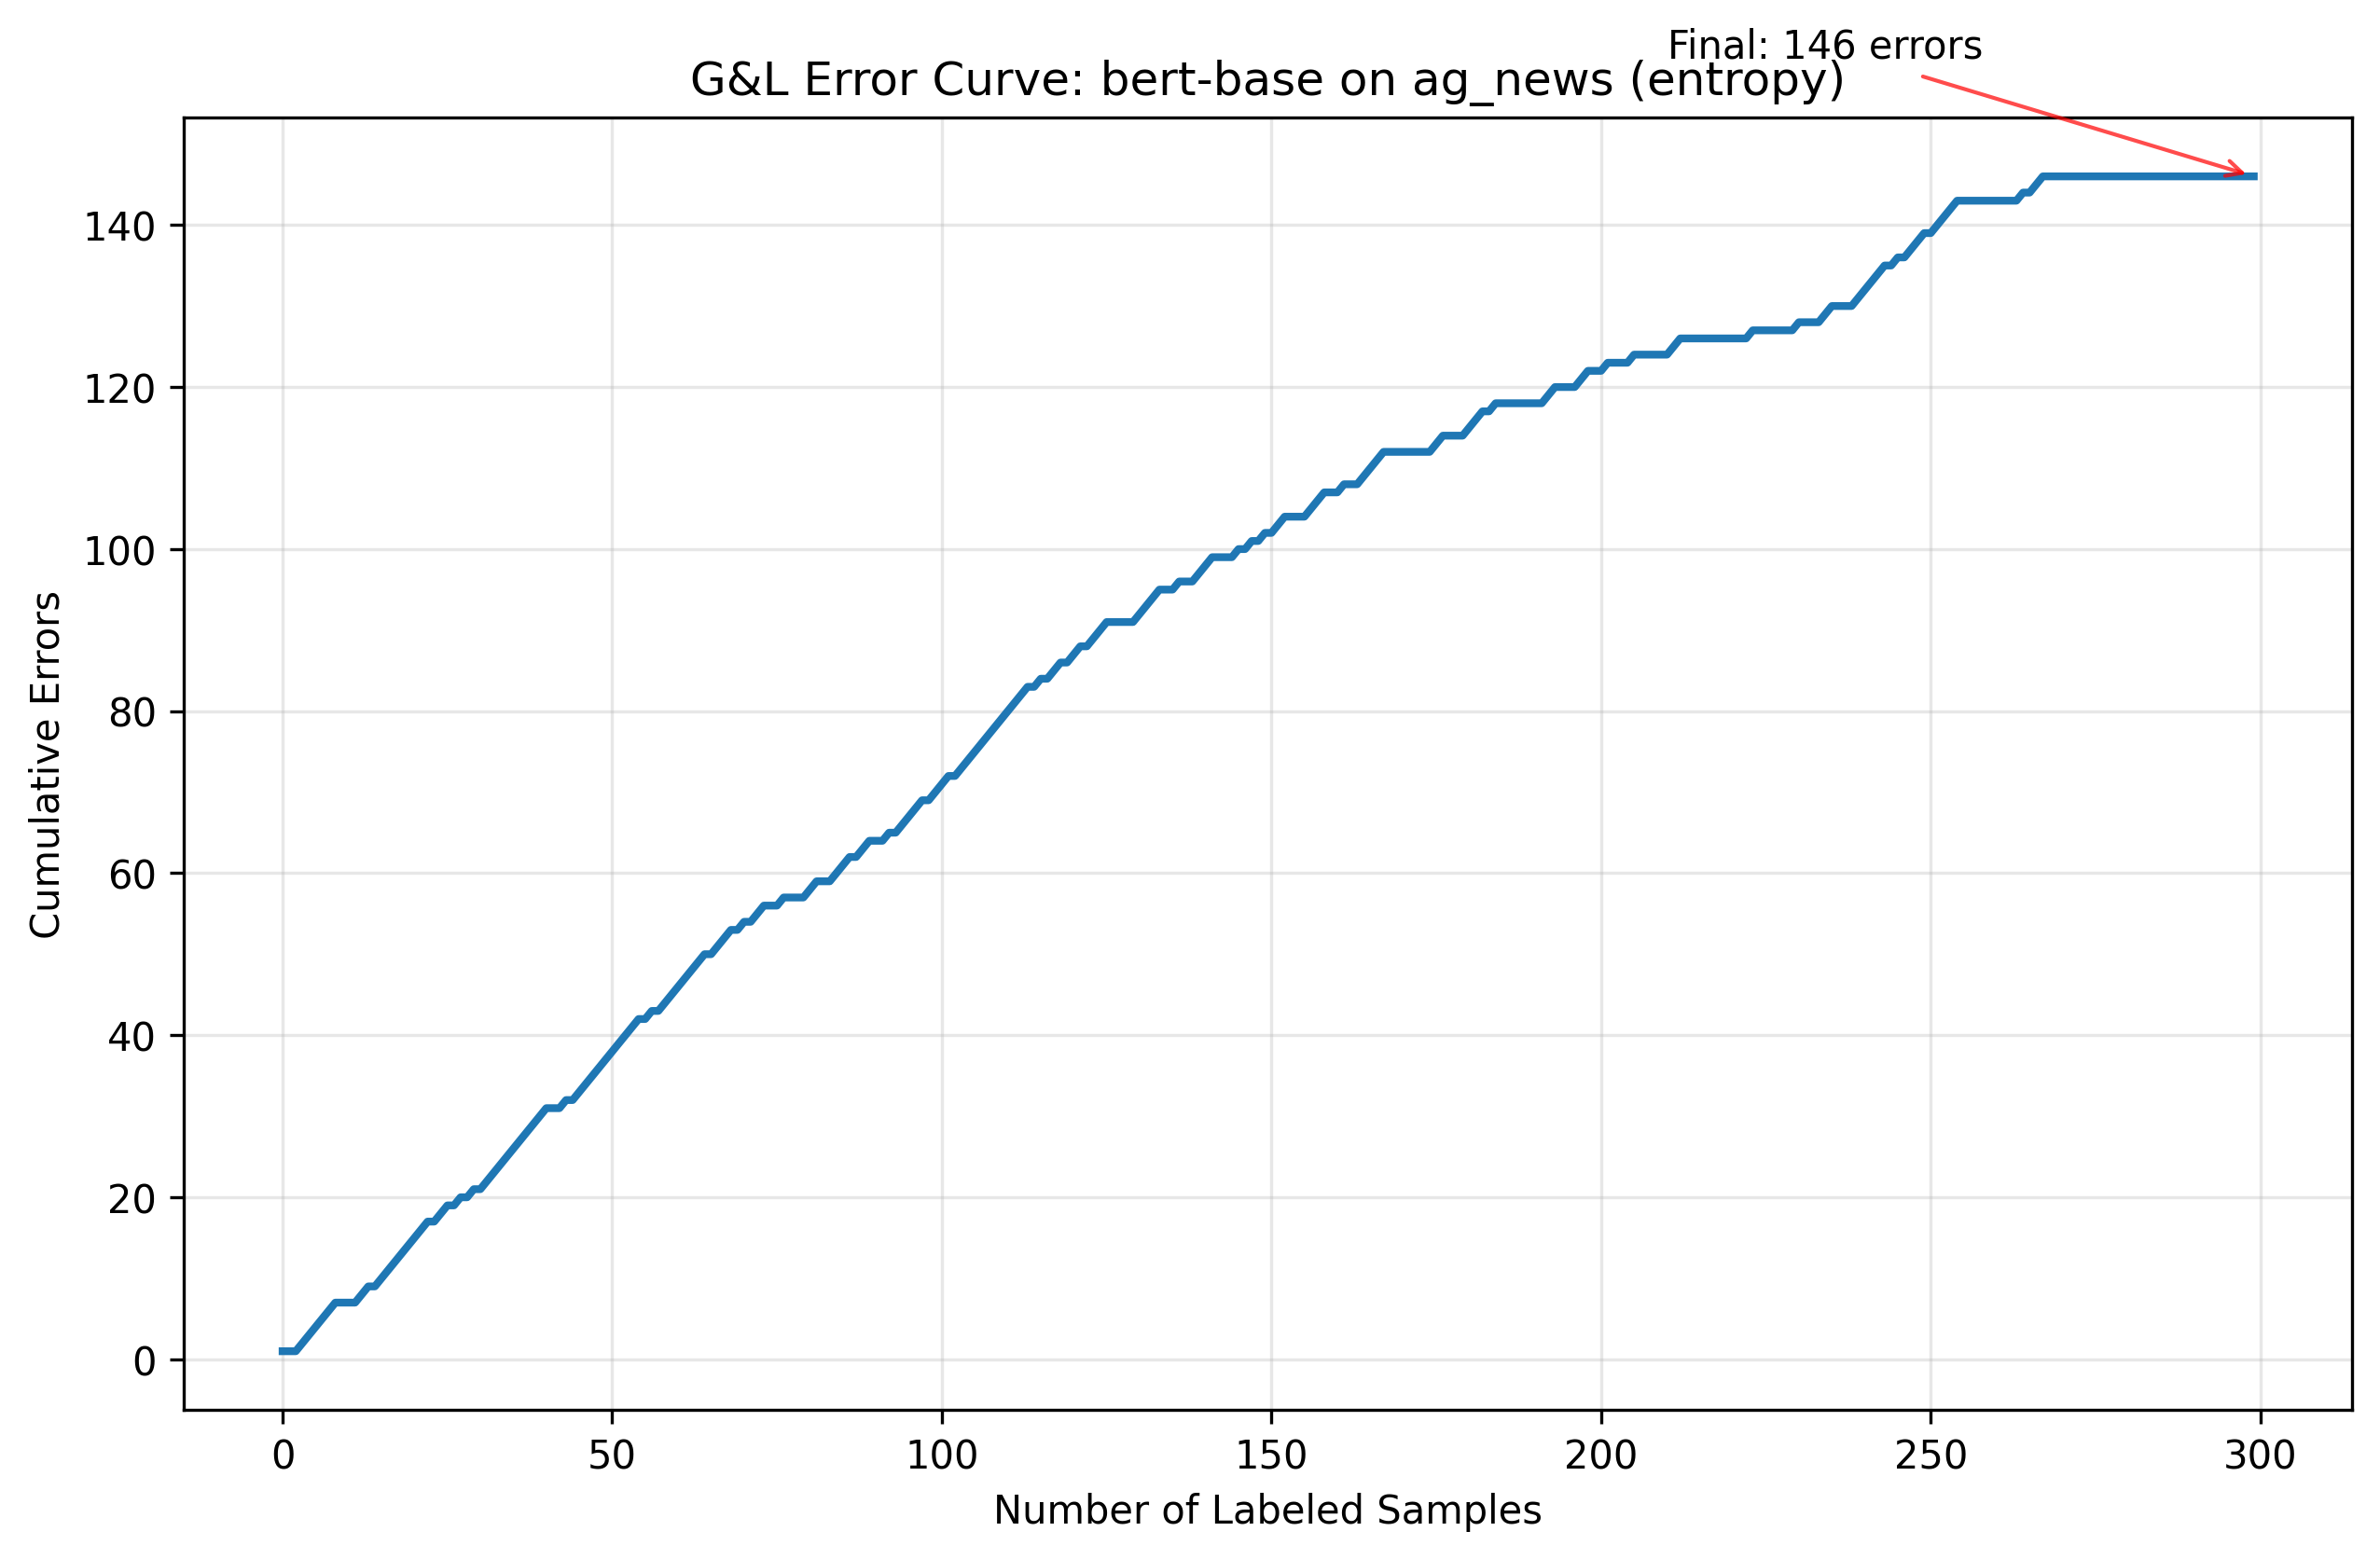 Final: 146 errors
G&L Error Curve: bert-base on ag_news (entropy)
Cumulative Errors
140
120
100
80
60
40
20
0
0 50 100 150 200 250 300
Number of Labeled Samples